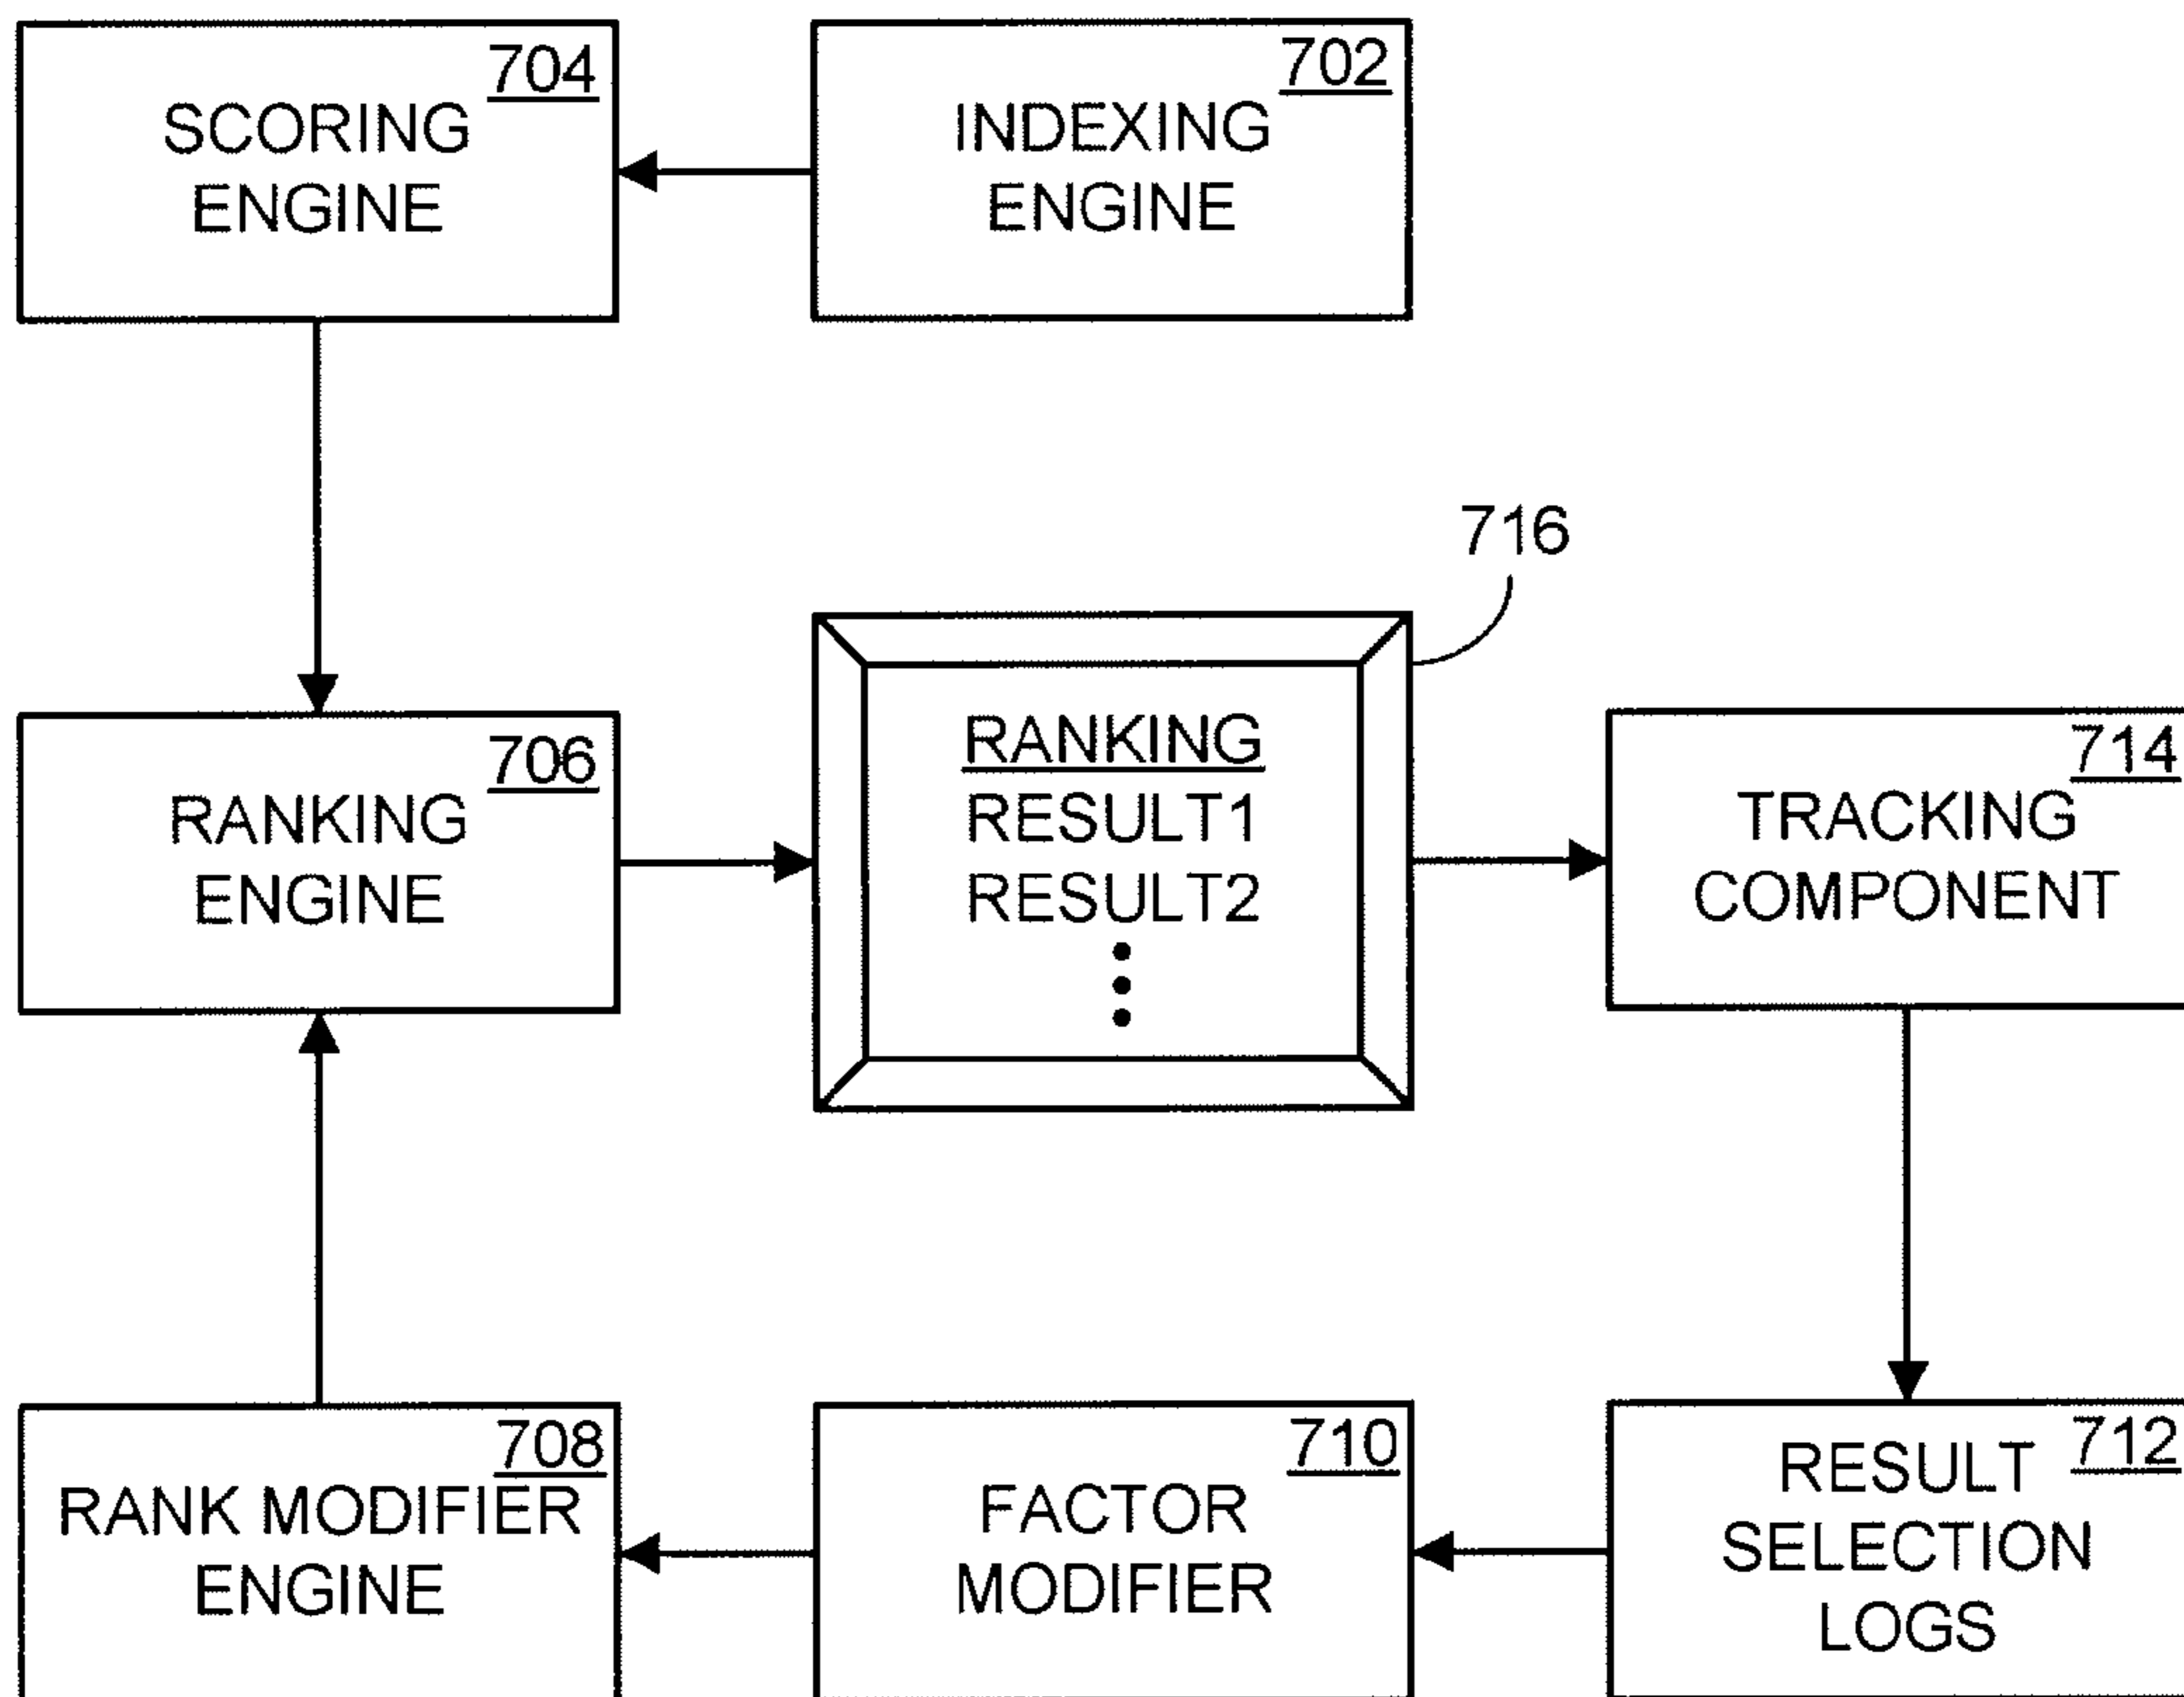 704
SCORING
ENGINE
702
INDEXING
ENGINE
716
706
RANKING
ENGINE
RANKING
RESULT1
RESULT2
714
TRACKING
COMPONENT
708
RANK MODIFIER
ENGINE
710
FACTOR
MODIFIER
712
RESULT
SELECTION
LOGS